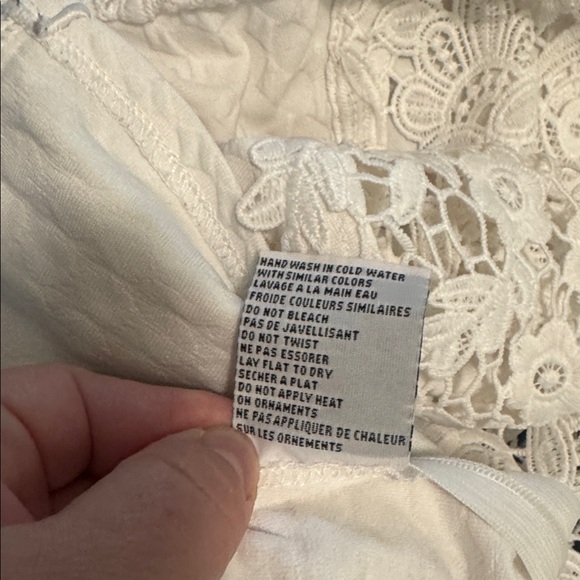 HAND WASH IN COLD WATER
WITH SIMILAR COLORS
LAVAGE A LA MAIN EAU
FROIDE COULEURS SIMILAIRES
DO NOT BLEACH
PAS DE JAVELLISANT
DO NOT TWIST
NE PAS ESSORER
LAY FLAT TO DRY
SECHER A PLAT
DO NOT APPLY HEAT
ON ORNAMENTS
NE PAS APPLIQUER DE CHALEUR
SUR LES ORNEMENTS